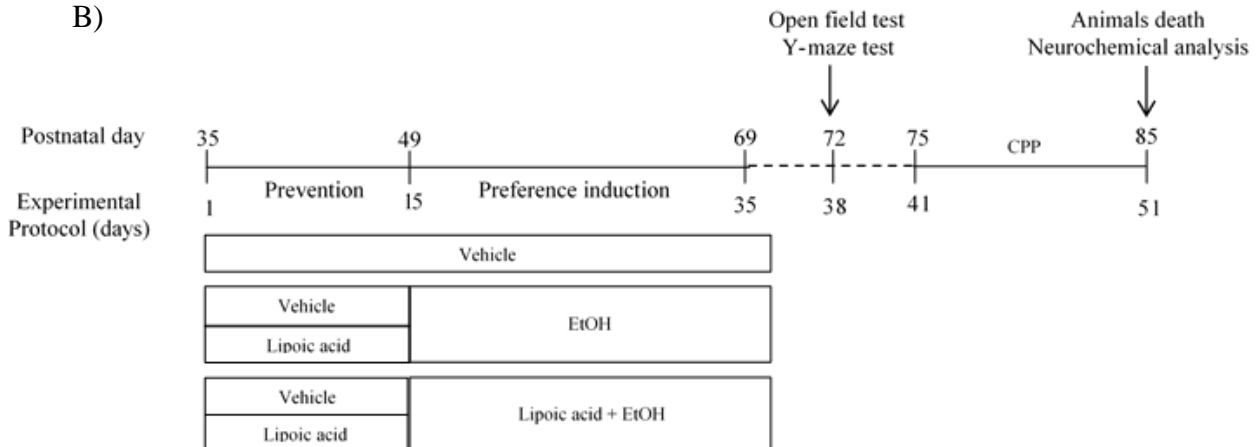 B)
Open field test
Y-maze test
Animals death
Neurochemical analysis
Postnatal day
35 49 69 72 75 CPP 85
Prevention Preference induction
Experimental
Protocol (days)
1 15 35 38 41 51
Vehicle
Vehicle
Lipoic acid
EtOH
Vehicle
Lipoic acid
Lipoic acid + EtOH